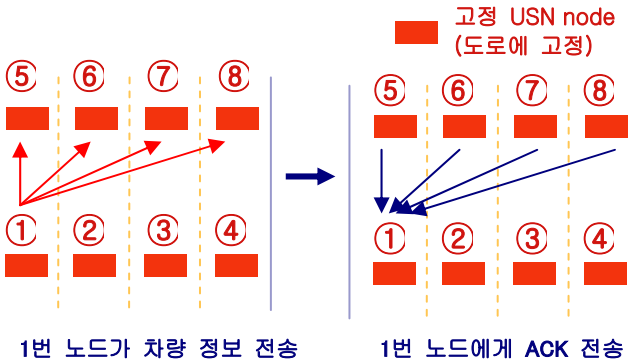 고정 USN node
(도로에 고정)
⑤ ⑥ ⑦ ⑧
① ② ③ ④
1번 노드가 차량 정보 전송
⑤ ⑥ ⑦ ⑧
① ② ③ ④
1번 노드에게 ACK 전송